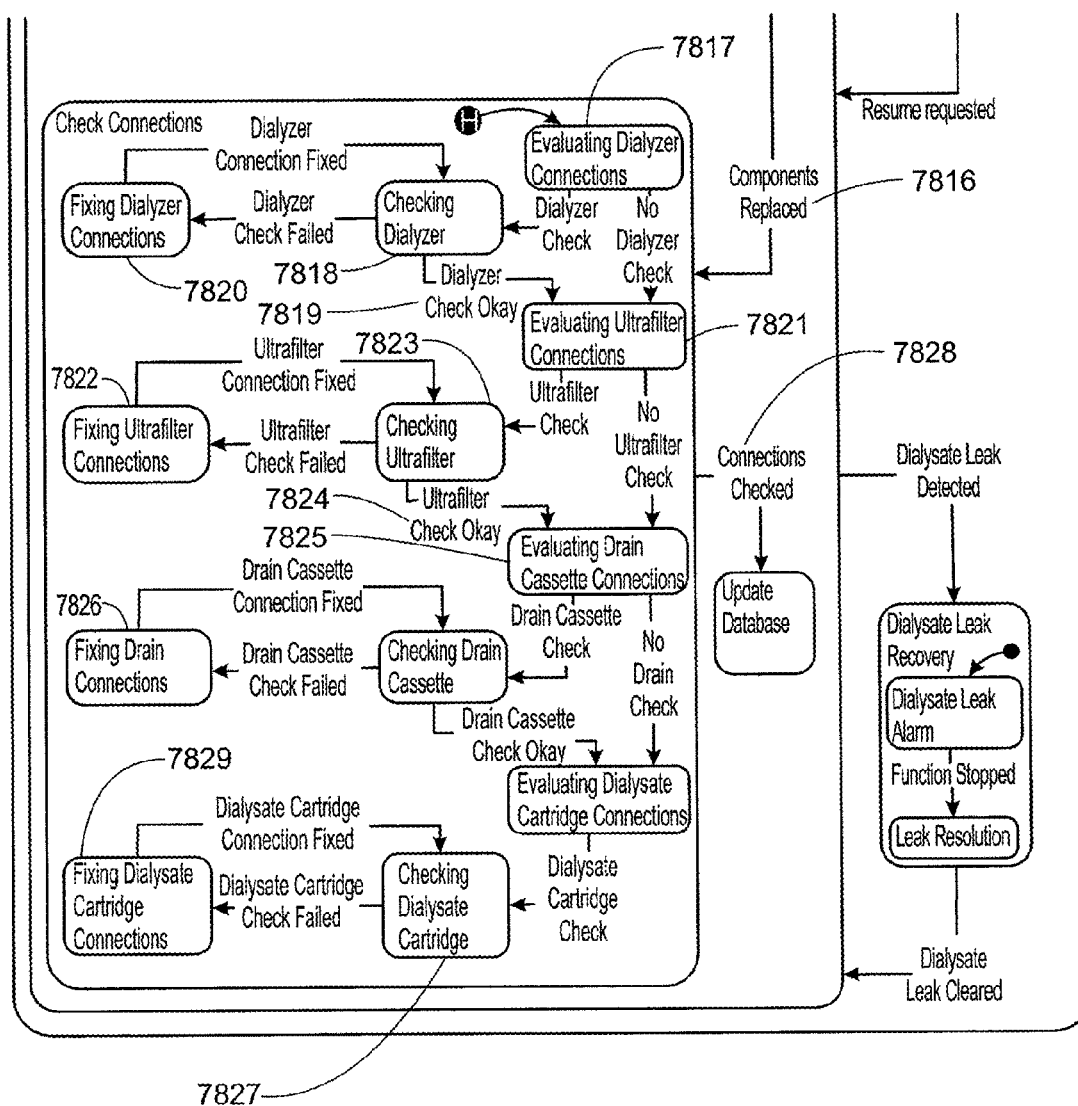 7817
Resume requested
Check Connections
H
Dialyzer
Connection Fixed
Evaluating Dialyzer
Connections
Components
Replaced
7816
Fixing Dialyzer
Connections
Dialyzer
Check Failed
Checking
Dialyzer
Dialyzer
Check
No
Dialyzer
Check
7820
7818
7819
Dialyzer
Check Okay
Evaluating Ultrafilter
Connections
7821
7828
Ultrafilter
Connection Fixed
7823
7822
Fixing Ultrafilter
Connections
Ultrafilter
Check Failed
Checking
Ultrafilter
Ultrafilter
Check
No
Ultrafilter
Check
Connections
Checked
Dialysate Leak
Detected
7824
Ultrafilter
Check Okay
7825
Evaluating Drain
Cassette Connections
Drain Cassette
Connection Fixed
7826
Fixing Drain
Connections
Drain Cassette
Check Failed
Checking Drain
Cassette
Drain Cassette
Check
No
Drain
Check
Update
Database
Dialysate Leak
Recovery
Dialysate Leak
Alarm
Function Stopped
Leak Resolution
Drain Cassette
Check Okay
7829
Evaluating Dialysate
Cartridge Connections
Dialysate Cartridge
Connection Fixed
Fixing Dialysate
Cartridge
Connections
Dialysate Cartridge
Check Failed
Checking
Dialysate
Cartridge
Dialysate
Cartridge
Check
Dialysate
Leak Cleared
7827